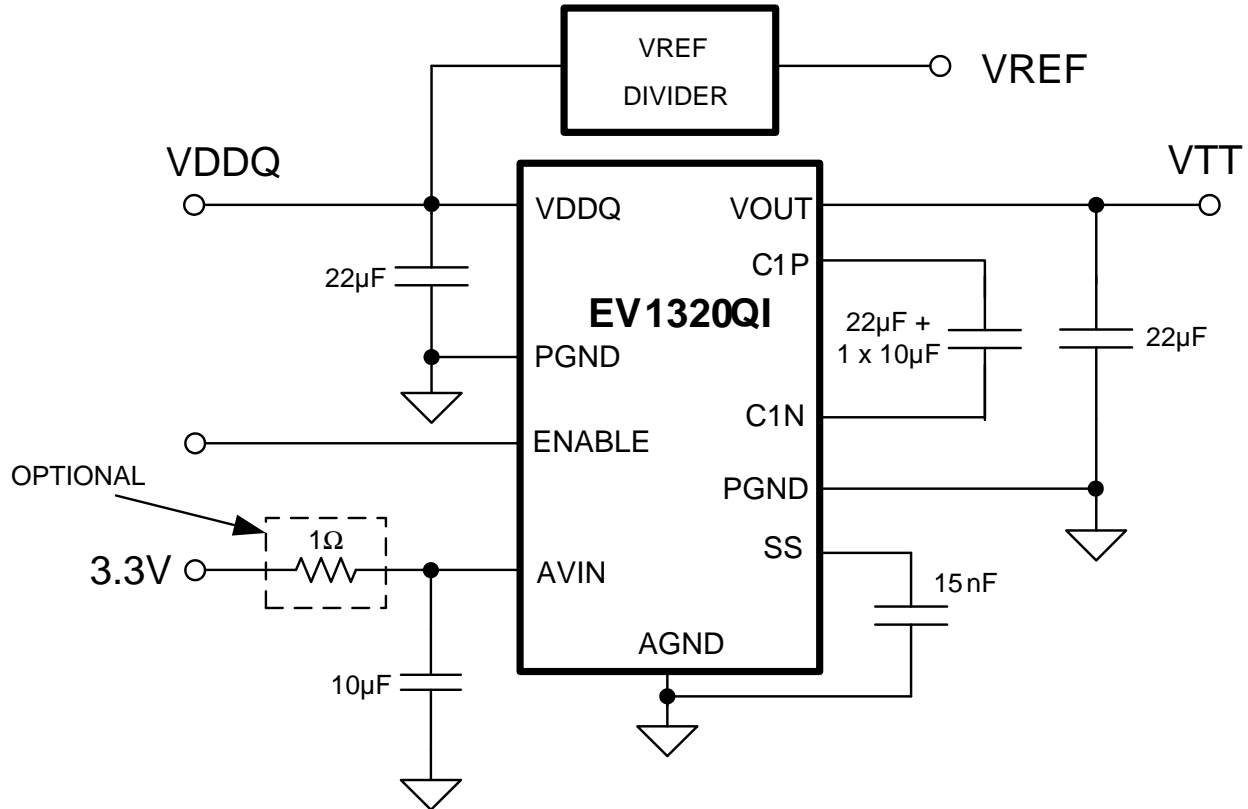 VREF
DIVIDER
VREF
VDDQ
VTT
VDDQ
VOUT
C1P
22µF
EV1320QI
22µF +
1 x 10µF
22µF
PGND
C1N
ENABLE
OPTIONAL
PGND
1Ω
SS
3.3V
AVIN
15nF
AGND
10µF